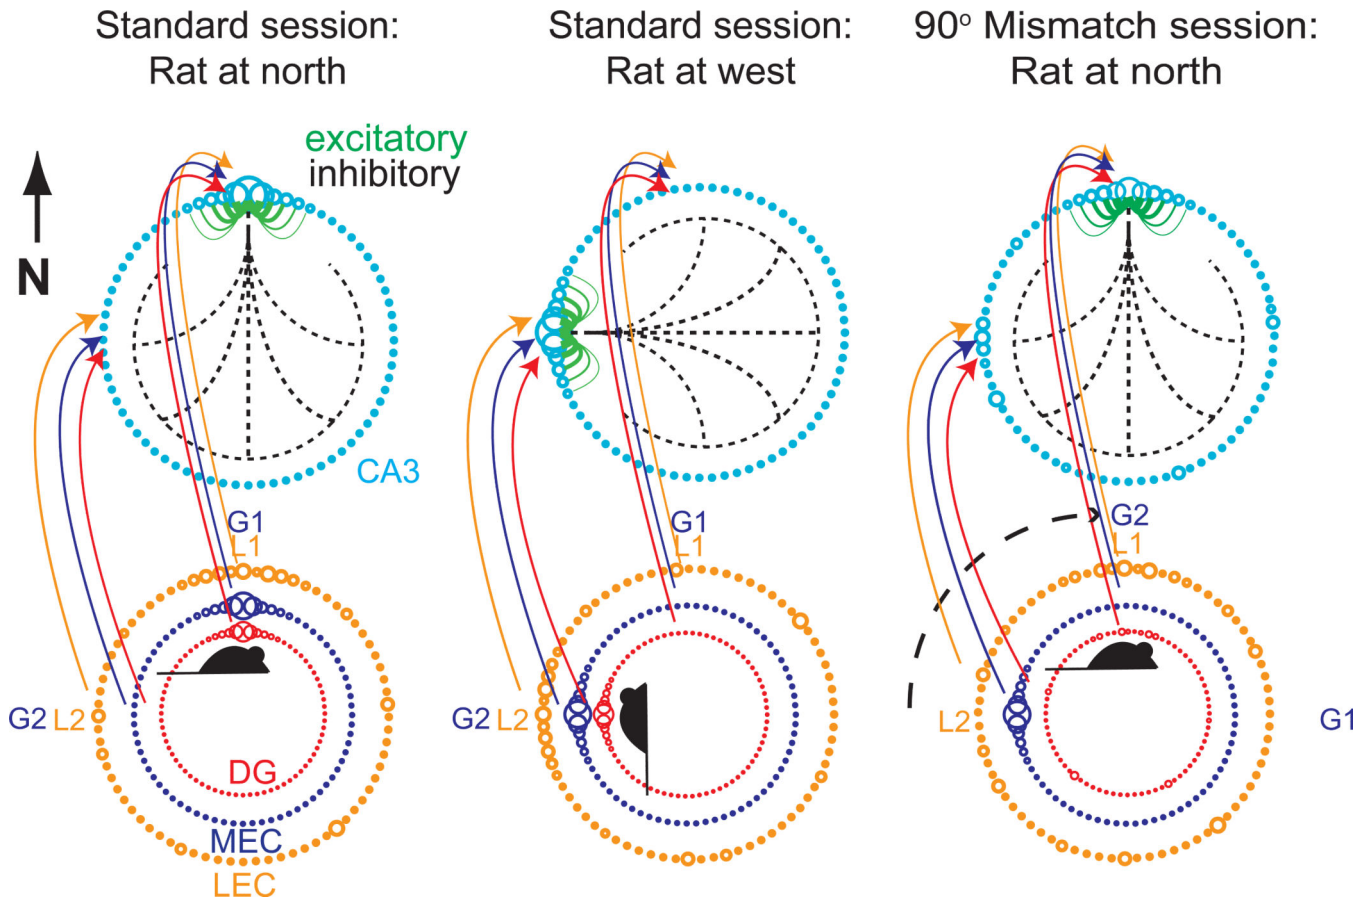 Standard session:
Rat at north
Standard session:
Rat at west
90° Mismatch session:
Rat at north
excitatory
inhibitory
N
CA3
G1
L1
G2 L2
DG
MEC
LEC
G1
L1
G2 L2
G2
L1
L2
G1